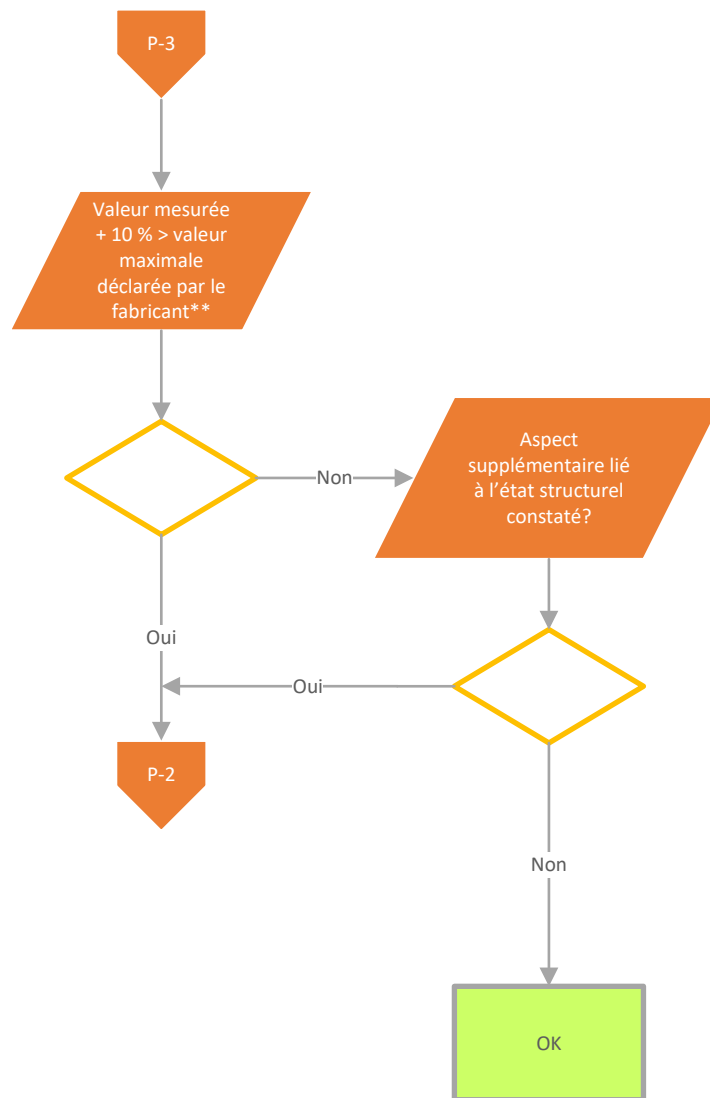 P-3
Valeur mesurée
+ 10 % > valeur
maximale
déclarée par le
fabricant**
Non
Aspect
supplémentaire lié
à l’état structurel
constaté?
Oui
Oui
P-2
Non
OK